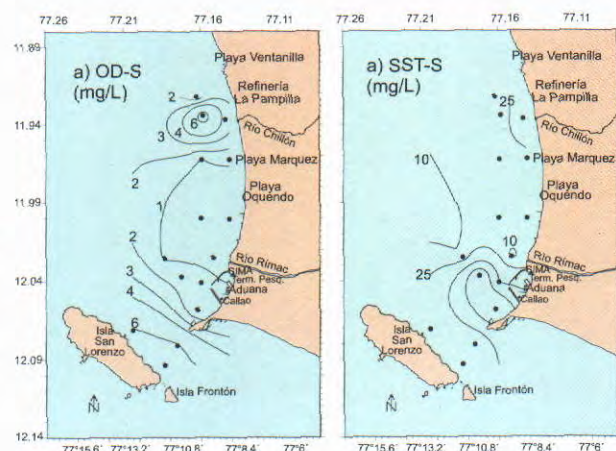 77.26 77.21 77.16 77.11
11.89
11.94
11.99
12.04
12.09
12.14
a) OD-S
(mg/L)
Playa Ventanilla
Refinería
La Pampilla
Río Chillón
Playa Marquez
Playa
Oquendo
Río Rímac
SIMA
Term. Pesq.
Aduana
Callao
Isla
San
Lorenzo
Isla Frontón
N
2
6
4
3
2
1
2
3
4
6
77°15.6' 77°13.2' 77°10.8' 77°8.4' 77°6'
77.26 77.21 77.16 77.11
a) SST-S
(mg/L)
Playa Ventanilla
Refinería
La Pampilla
Río Chillón
Playa Marquez
Playa
Oquéndo
Río Rímac
SIMA
Term. Pesq.
Aduana
Callao
Isla
San
Lorenzo
Isla Frontón
N
25
10
10
25
77°15.6' 77°13.2' 77°10.8' 77°8.4' 77°6'